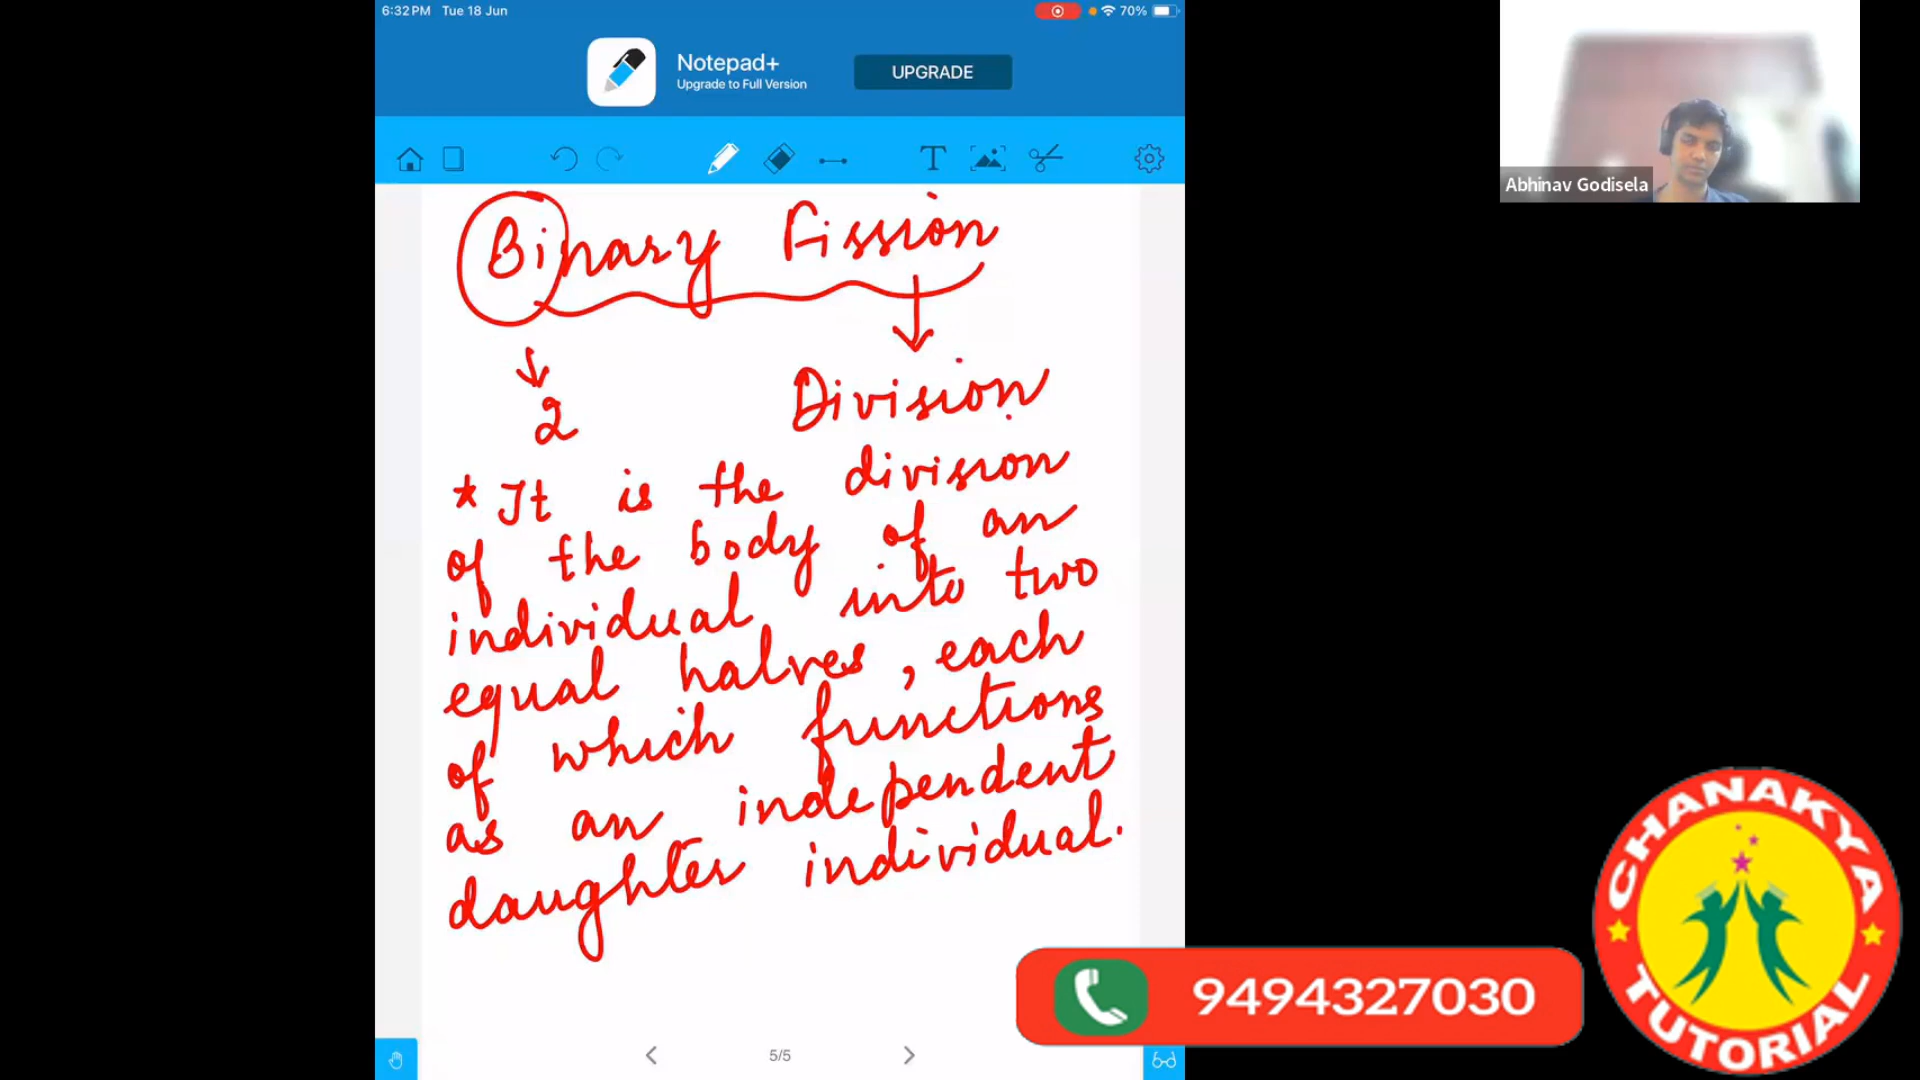 6:32 PM Tue 18 Jun
70%
Notepad+
Upgrade to Full Version
UPGRADE
T
Abhinav Godisela
Binary Fission
2
Division
* It is the division
of the body of an
individual into two
equal halves, each
of which functions
as an independent
daughter individual.
5/5
9494327030
CHANAKYA
TUTORIAL